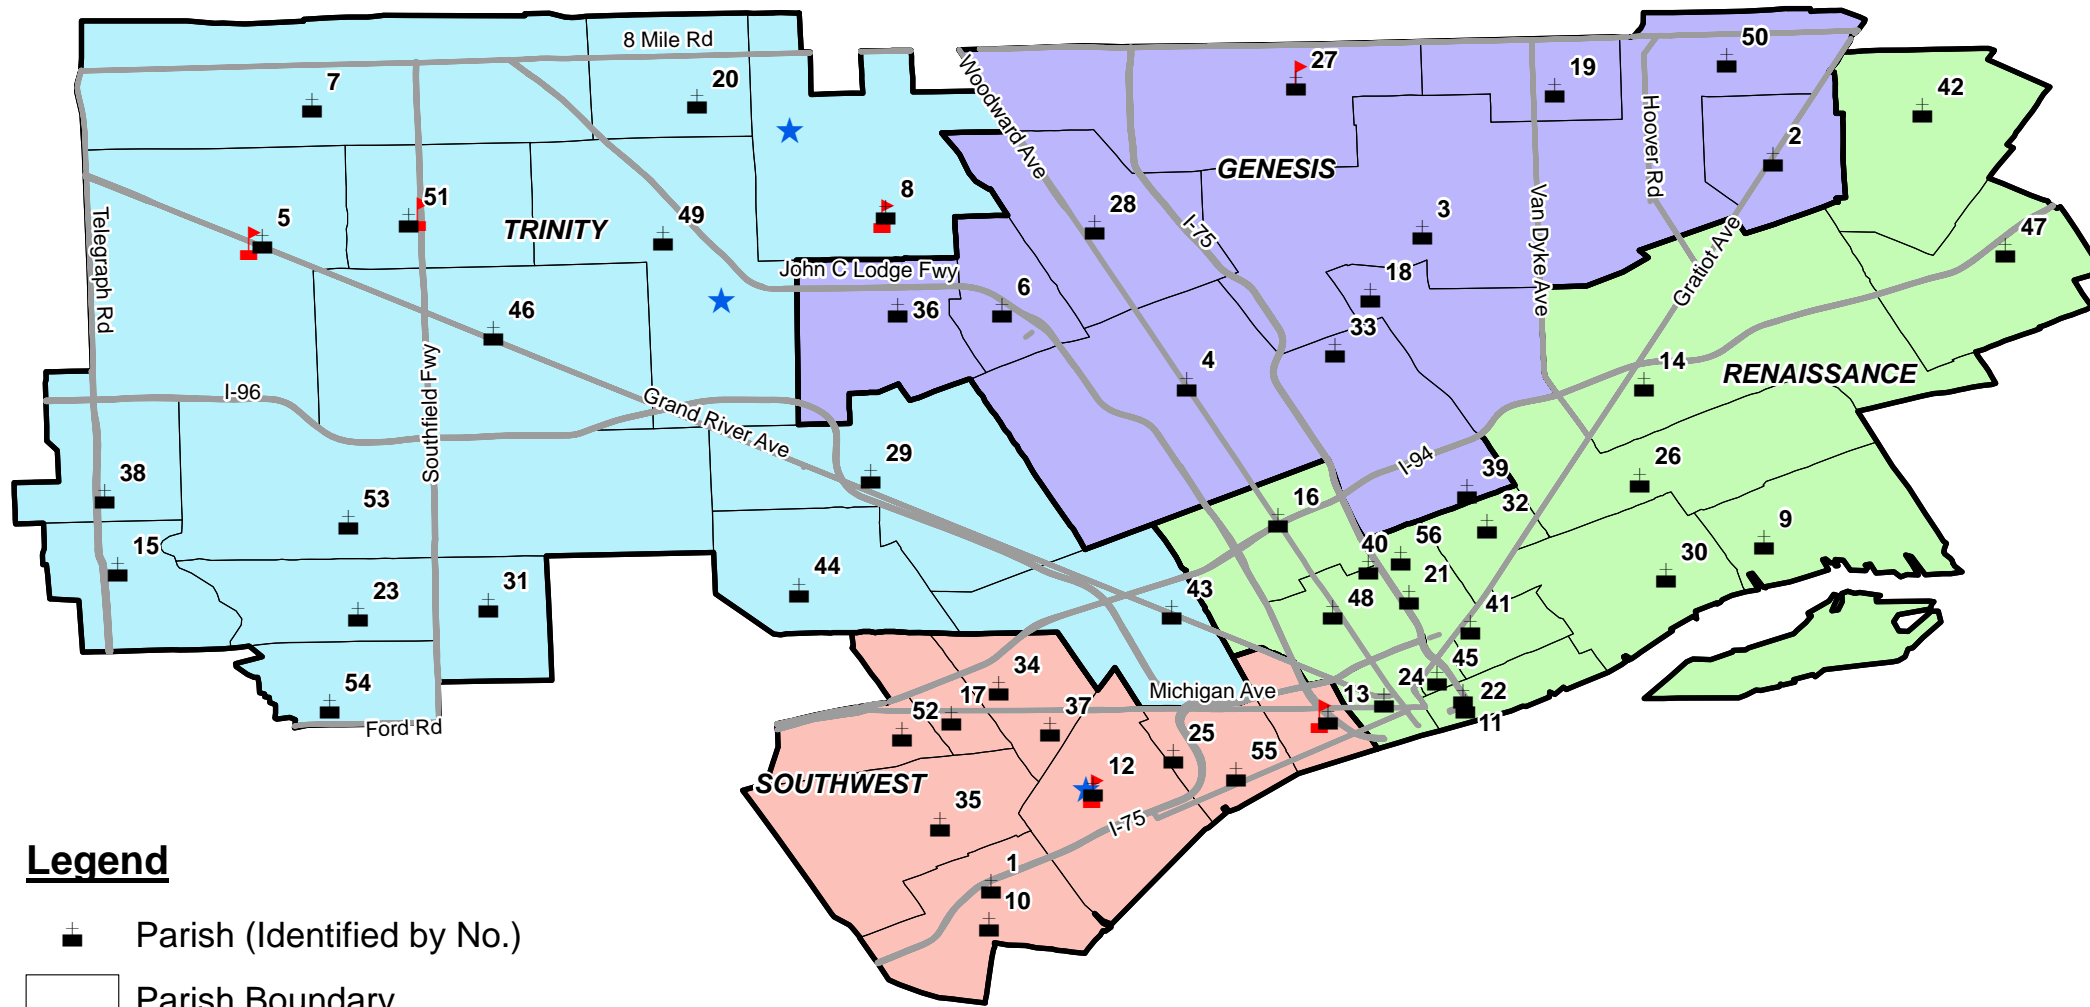 8 Mile Rd
50
27
19
7
20
42
Woodward Ave
Hoover Rd
2
GENESIS
51
8
5
TRINITY
49
28
3
Van Dyke Ave
47
Telegraph Rd
I-75
Gratiot Ave
John C Lodge Fwy
18
6
36
46
33
14
4
RENAISSANCE
Southfield Fwy
I-96
Grand River Ave
29
I-94
39
26
38
53
16
32
9
56
40
15
30
44
21
31
23
43
48
41
34
45
24
54
17
Michigan Ave
13
22
52
37
Ford Rd
11
25
55
12
SOUTHWEST
35
I-75
1
10
Legend
Parish (Identified by No.)
Parish Boundary